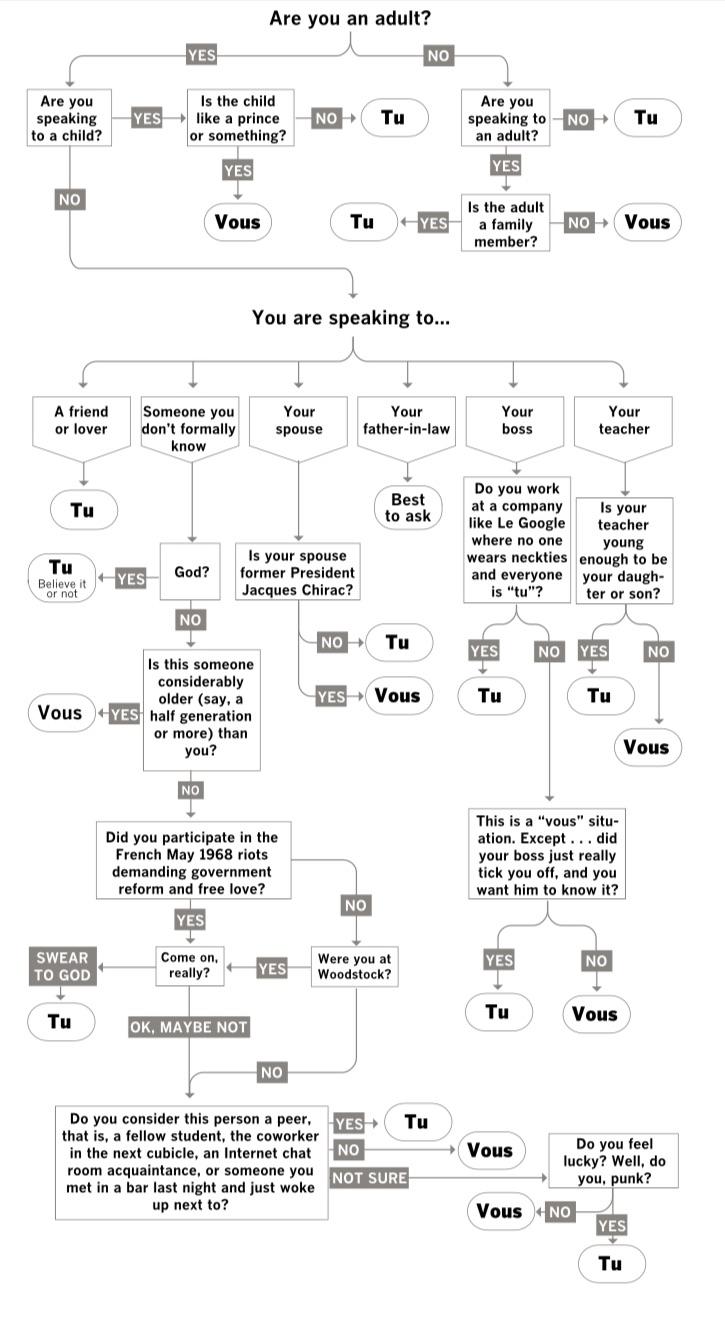 Are you an adult?
YES
NO
Are you
speaking
to a child?
YES
Is the child
like a prince
or something?
NO
Tu
Are you
speaking to
an adult?
NO
Tu
NO
YES
Vous
YES
Tu
YES
Is the adult
a family
member?
NO
Vous
You are speaking to...
A friend
or lover
Someone you
don't formally
know
Your
spouse
Your
father-in-law
Your
boss
Your
teacher
Tu
Best
to ask
Do you work
at a company
like Le Google
where no one
wears neckties
and everyone
is “tu”?
Is your
teacher
young
enough to be
your daugh-
ter or son?
Tu
Believe it
or not
YES
God?
Is your spouse
former President
Jacques Chirac?
NO
NO
Tu
YES
Vous
YES
NO
YES
NO
Tu
Tu
Vous
Vous
YES
Is this someone
considerably
older (say, a
half generation
or more) than
you?
NO
Did you participate in the
French May 1968 riots
demanding government
reform and free love?
This is a “vous” situ-
ation. Except . . . did
your boss just really
tick you off, and you
want him to know it?
YES
NO
SWEAR
TO GOD
Come on,
really?
YES
Were you at
Woodstock?
YES
NO
Tu
OK, MAYBE NOT
Tu
Vous
NO
Do you consider this person a peer,
that is, a fellow student, the coworker
in the next cubicle, an Internet chat
room acquaintance, or someone you
met in a bar last night and just woke
up next to?
YES
Tu
NO
Vous
NOT SURE
Do you feel
lucky? Well, do
you, punk?
Vous
NO
YES
Tu